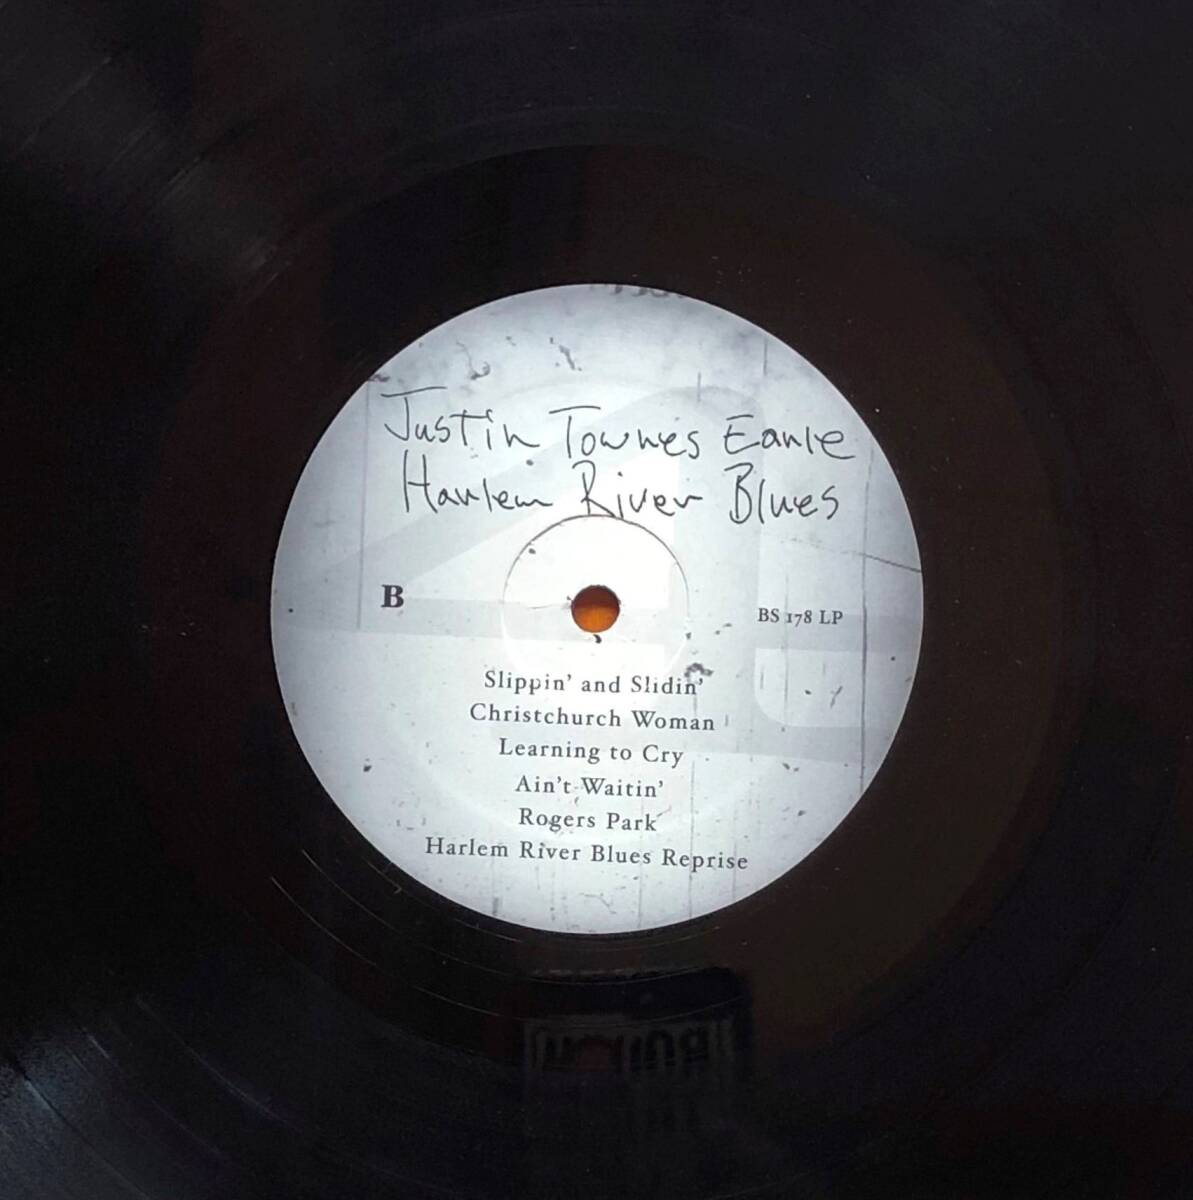 Justin Townes Earle
Harlem River Blues
B
BS 178 LP
Slippin' and Slidin'
Christchurch Woman
Learning to Cry
Ain't Waitin'
Rogers Park
Harlem River Blues Reprise